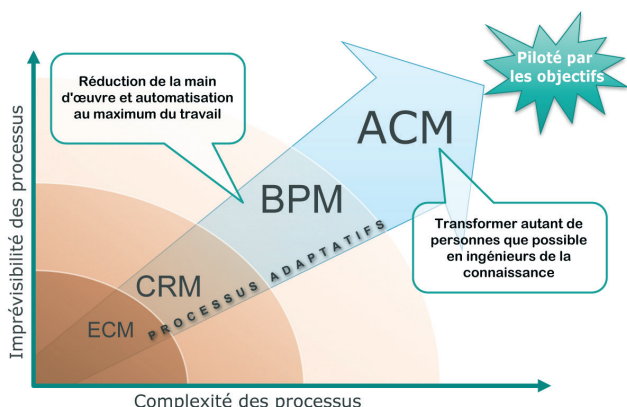 Piloté par
les objectifs
Réduction de la main
d'œuvre et automatisation
au maximum du travail
ACM
BPM
CRM
ECM
PROCESSUS ADAPTATIFS
Transformer autant de
personnes que possible
en ingénieurs de la
connaissance
Imprévisibilité des processus
Complexité des processus